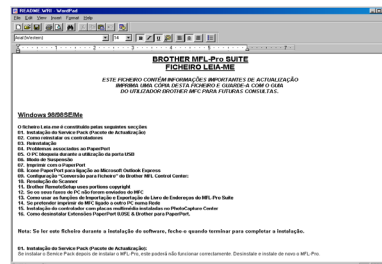 README.WRI - WordPad
File Edit View Insert Format Help
Arial (Western) 14
BROTHER MFL-Pro SUITE
FICHEIRO LEIA-ME
ESTE FICHEIRO CONTÉM INFORMAÇÕES IMPORTANTES DE ACTUALIZAÇÃO
IMPRIMA UMA CÓPIA DESTA FICHEIRO E GUARDE-A COM O GUIA
DO UTILIZADOR BROTHER MFC PARA FUTURAS CONSULTAS.
Windows 98/98SE/Me
O ficheiro Leia-me é constituído pelas seguintes secções
01. Instalação do Service Pack (Pacote de Actualização)
02. Como reinstalar os controladores
03. Reinstalação
04. Problemas associados ao PaperPort
05. O PC bloqueia durante a utilização da porta USB
06. Modo de Suspensão
07. Imprimir com o PaperPort
08. Ícone PaperPort para ligação ao Microsoft Outlook Express
09. Configuração "Conversão para Ficheiro" do Brother MFL Control Center:
10. Resolução do Scanner
11. Brother RemoteSetup uses portions copyright
12. Se os seus faxes de PC não forem enviados do MFC
13. Como usar as funções de Importação e Exportação do Livro de Endereços do MFL-Pro Suite
14. Se pretender imprimir do MFC ligado a outro PC numa Rede
15. Instalação do controlador com placas multimédia instaladas no PhotoCapture Center
16. Como desinstalar Extensões PaperPort 8.0SE & Brother para PaperPort.
Nota: Se ler este ficheiro durante a instalação do software, feche-o quando terminar para completar a instalação.
01. Instalação do Service Pack (Pacote de Actualização):
Se instalar o Service Pack depois de instalar o MFL-Pro, este poderá não funcionar correctamente. Desinstale e instale de novo o MFL-Pro.